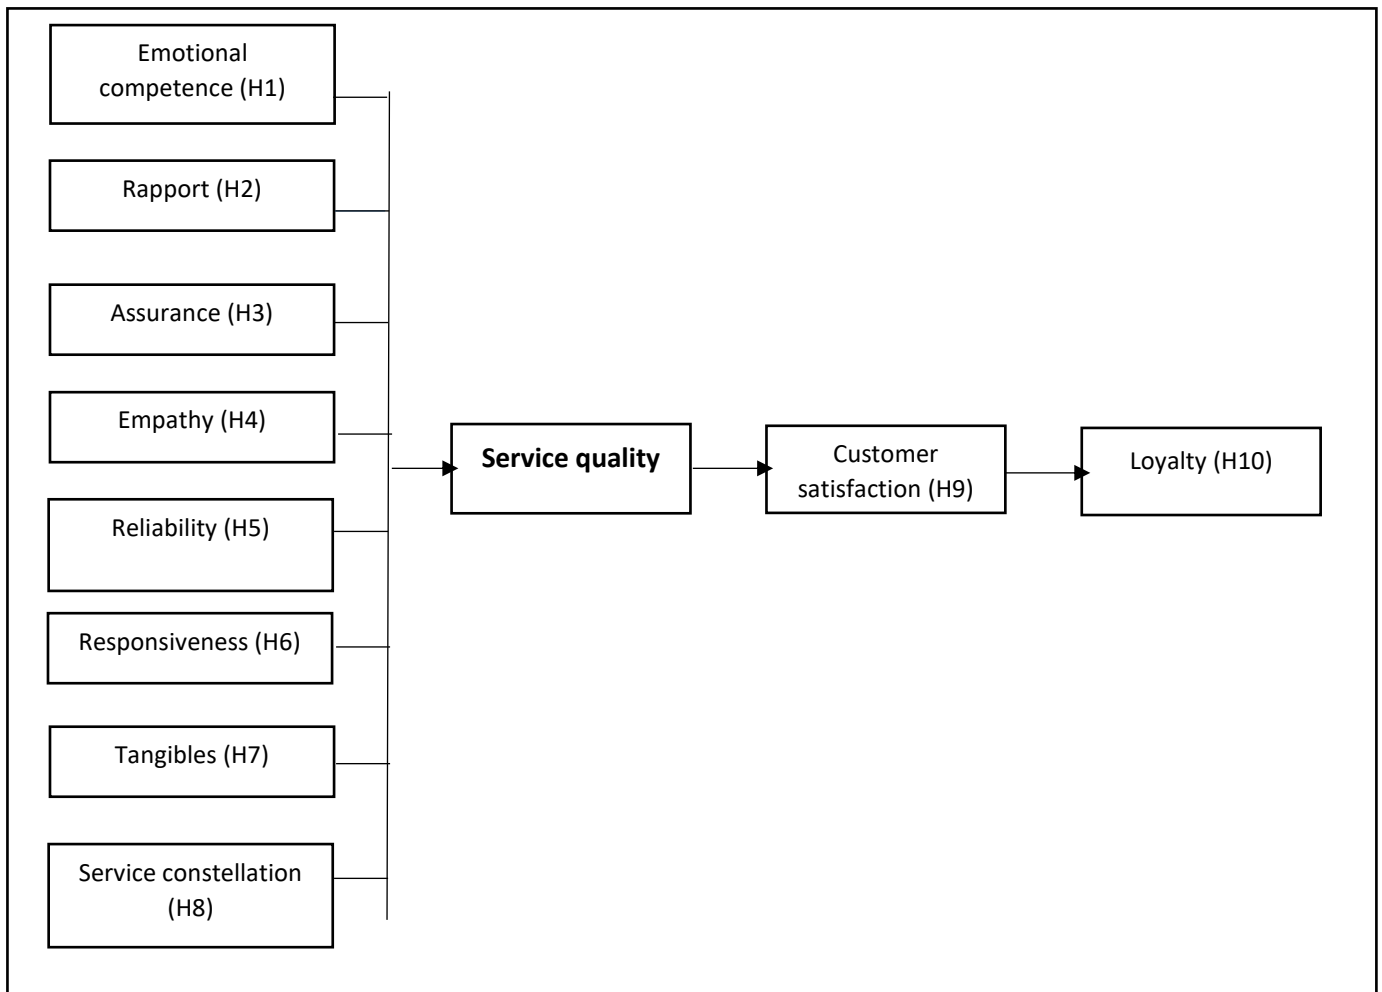 Emotional
competence (H1)
Rapport (H2)
Assurance (H3)
Empathy (H4)
Reliability (H5)
Responsiveness (H6)
Tangibles (H7)
Service constellation
(H8)
Service quality
Customer
satisfaction (H9)
Loyalty (H10)